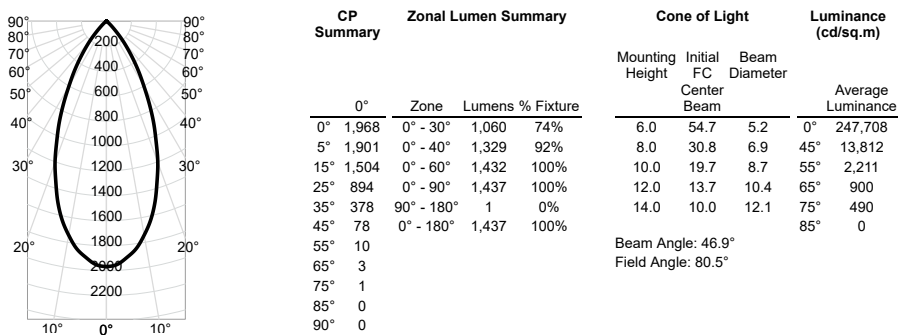 90° 90°
80° 200 80°
70° 70°
60° 400 60°
50° 600 50°
800
40° 40°
1000
30° 1200 30°
1400
1600
20° 1800 20°
2000
2200
10° 0° 10°
CP Summary
0°
0° 1,968
5° 1,901
15° 1,504
25° 894
35° 378
45° 78
55° 10
65° 3
75° 1
85° 0
90° 0
Zonal Lumen Summary
Zone Lumens % Fixture
0° - 30° 1,060 74%
0° - 40° 1,329 92%
0° - 60° 1,432 100%
0° - 90° 1,437 100%
90° - 180° 1 0%
0° - 180° 1,437 100%
Cone of Light
Mounting Height Initial FC Center Beam Beam Diameter
6.0 54.7 5.2
8.0 30.8 6.9
10.0 19.7 8.7
12.0 13.7 10.4
14.0 10.0 12.1
Beam Angle: 46.9°
Field Angle: 80.5°
Luminance
(cd/sq.m)
Average
Luminance
0° 247,708
45° 13,812
55° 2,211
65° 900
75° 490
85° 0